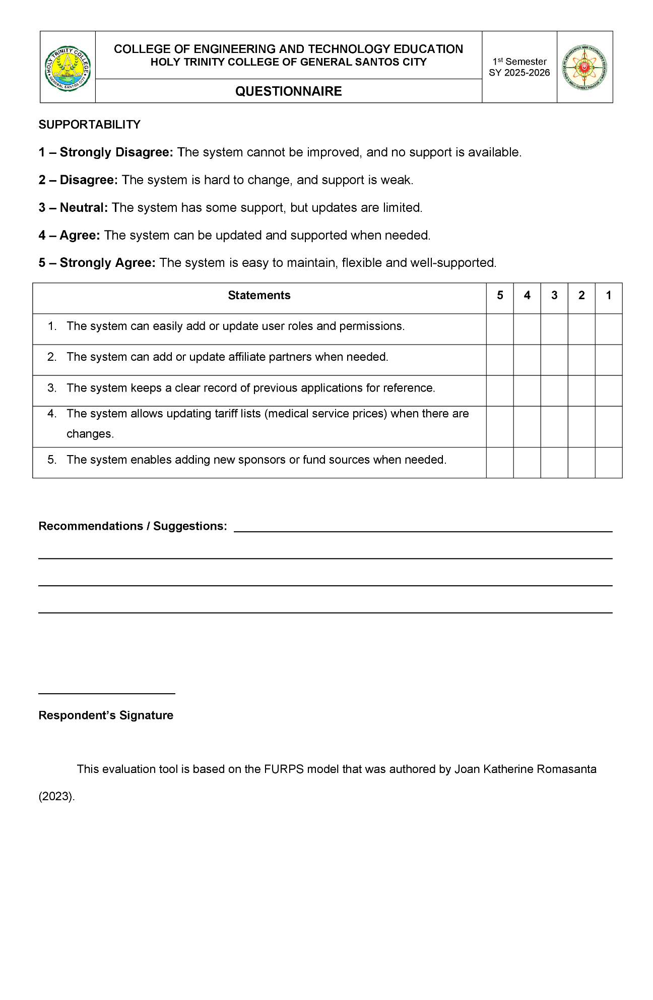 HOLY TRINITY COLLEGE
GENERAL SANTOS CITY
COLLEGE OF ENGINEERING AND TECHNOLOGY EDUCATION
HOLY TRINITY COLLEGE OF GENERAL SANTOS CITY
QUESTIONNAIRE
1st Semester
SY 2025-2026
COLLEGE OF ENGINEERING AND TECHNOLOGY EDUCATION
HOLY TRINITY COLLEGE
SUPPORTABILITY
1 – Strongly Disagree: The system cannot be improved, and no support is available.
2 – Disagree: The system is hard to change, and support is weak.
3 – Neutral: The system has some support, but updates are limited.
4 – Agree: The system can be updated and supported when needed.
5 – Strongly Agree: The system is easy to maintain, flexible and well-supported.
Statements 5 4 3 2 1
1. The system can easily add or update user roles and permissions.
2. The system can add or update affiliate partners when needed.
3. The system keeps a clear record of previous applications for reference.
4. The system allows updating tariff lists (medical service prices) when there are
changes.
5. The system enables adding new sponsors or fund sources when needed.
Recommendations / Suggestions:
Respondent’s Signature
This evaluation tool is based on the FURPS model that was authored by Joan Katherine Romasanta
(2023).